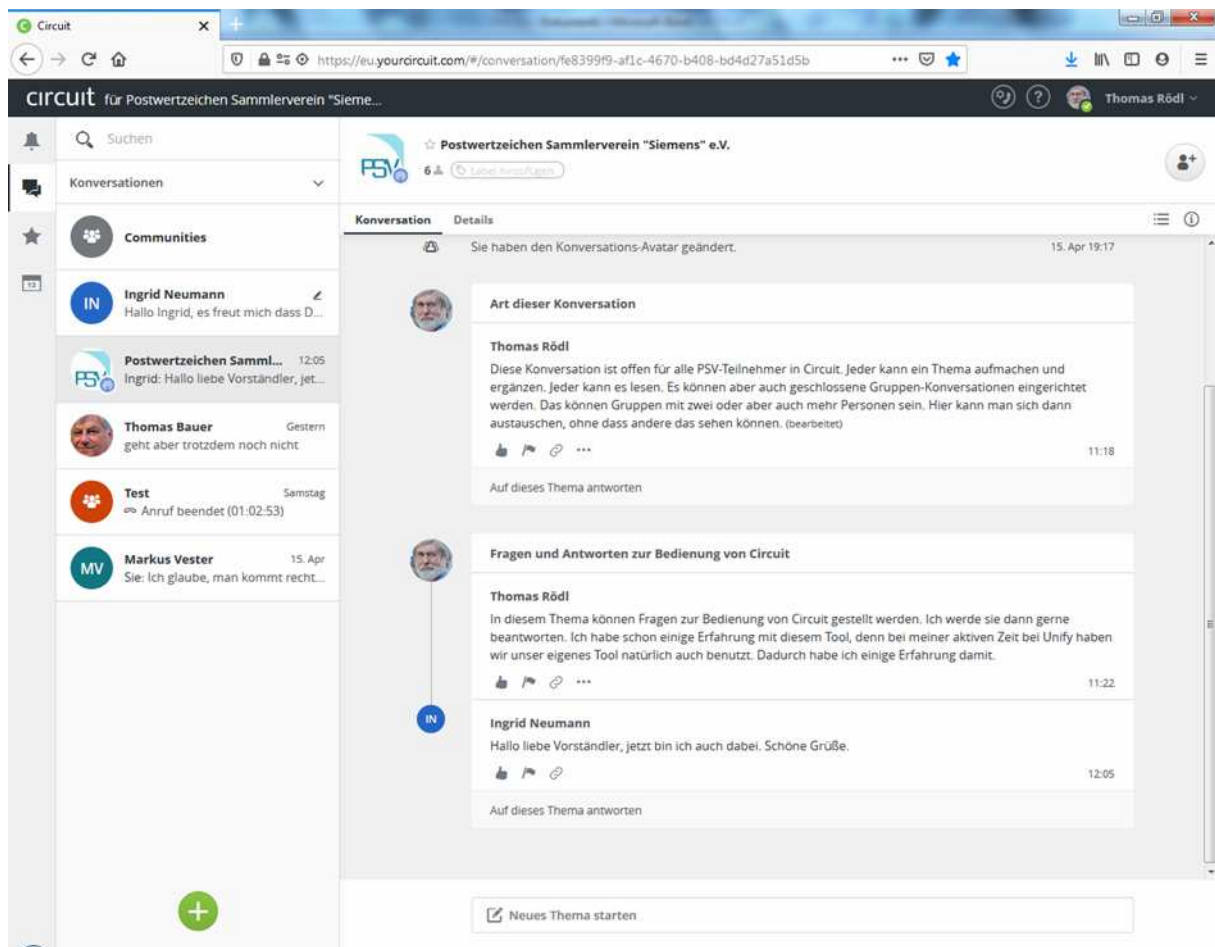 Circuit
https://eu.yourcircuit.com/#/conversation/fe8399f9-af1c-4670-b408-bd4d27a51d5b
circuit für Postwertzeichen Sammlerverein "Sieme...
Thomas Rödl
Suchen
Konversationen
Communities
Ingrid Neumann
Hallo Ingrid, es freut mich dass D...
Postwertzeichen Samml... 12:05
Ingrid: Hallo liebe Vorständler, jet...
Thomas Bauer Gestern
geht aber trotzdem noch nicht
Test Samstag
Anruf beendet (01:02:53)
MV
Markus Vester 15. Apr
Sie: Ich glaube, man kommt recht...
IN
PSV
12
PSV
Postwertzeichen Sammlerverein "Siemens" e.V.
6 Label hinzufügen
Konversation Details
Sie haben den Konversations-Avatar geändert. 15. Apr 19:17
Art dieser Konversation
Thomas Rödl
Diese Konversation ist offen für alle PSV-Teilnehmer in Circuit. Jeder kann ein Thema aufmachen und
ergänzen. Jeder kann es lesen. Es können aber auch geschlossene Gruppen-Konversationen eingerichtet
werden. Das können Gruppen mit zwei oder aber auch mehr Personen sein. Hier kann man sich dann
austauschen, ohne dass andere das sehen können. (bearbeitet)
11:18
Auf dieses Thema antworten
Fragen und Antworten zur Bedienung von Circuit
Thomas Rödl
In diesem Thema können Fragen zur Bedienung von Circuit gestellt werden. Ich werde sie dann gerne
beantworten. Ich habe schon einige Erfahrung mit diesem Tool, denn bei meiner aktiven Zeit bei Unify haben
wir unser eigenes Tool natürlich auch benutzt. Dadurch habe ich einige Erfahrung damit.
11:22
IN
Ingrid Neumann
Hallo liebe Vorständler, jetzt bin ich auch dabei. Schöne Grüße.
12:05
Auf dieses Thema antworten
Neues Thema starten